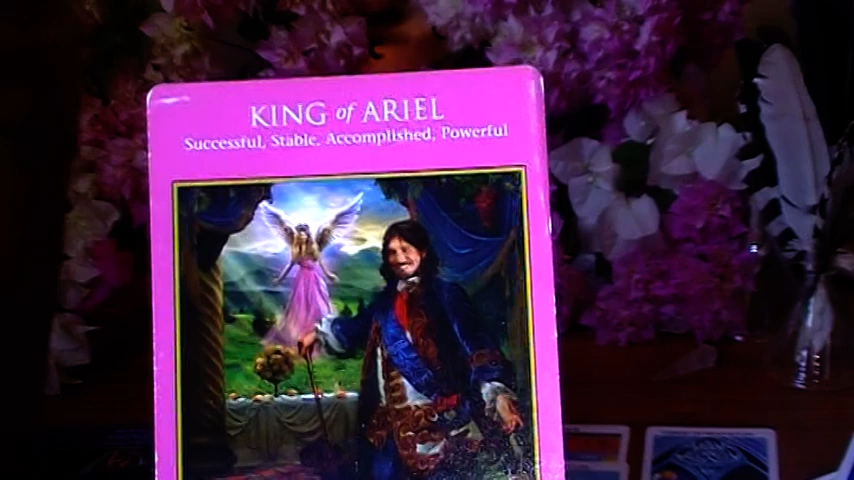 KING of ARIEL
Successful, Stable, Accomplished, Powerful